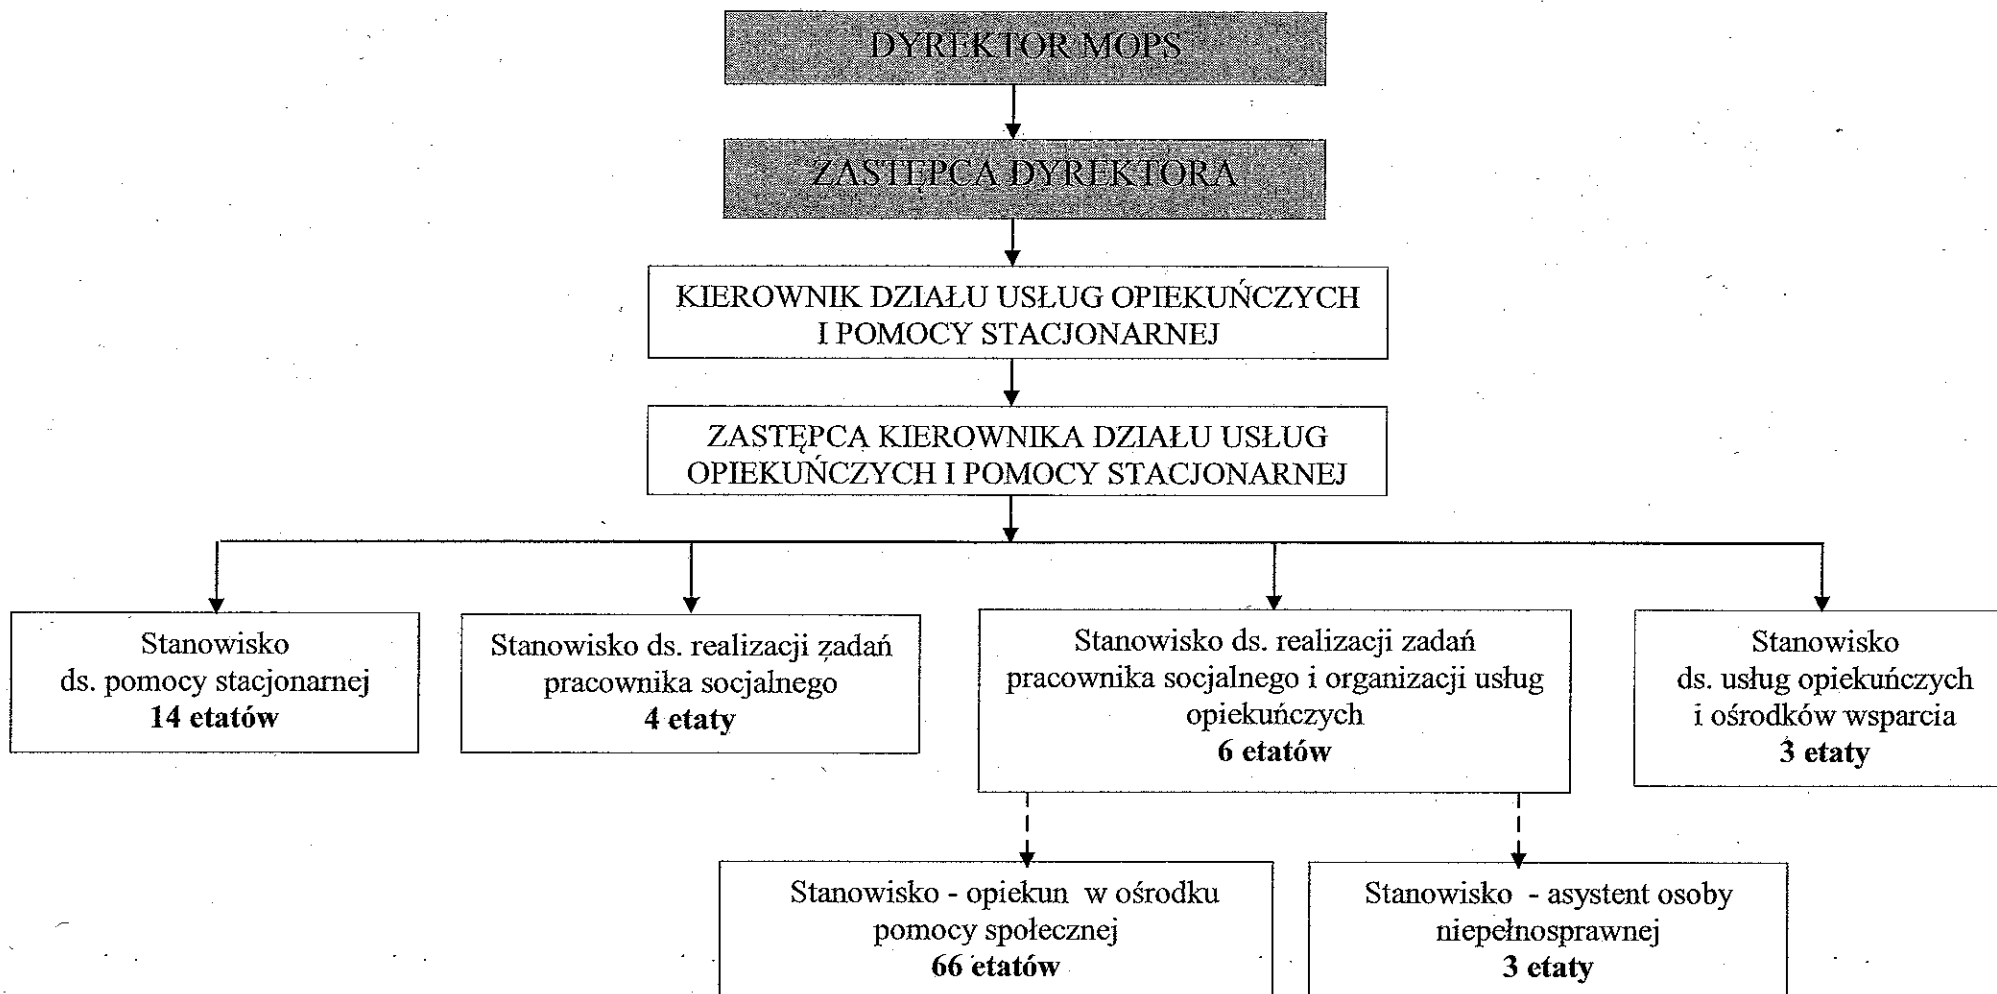 DYREKTOR MOPS
ZASTĘPCA DYREKTORA
KIEROWNIK DZIAŁU USŁUG OPIEKUŃCZYCH
I POMOCY STACJONARNEJ
ZASTĘPCA KIEROWNIKA DZIAŁU USŁUG
OPIEKUŃCZYCH I POMOCY STACJONARNEJ
Stanowisko
ds. pomocy stacjonarnej
14 etatów
Stanowisko ds. realizacji zadań
pracownika socjalnego
4 etaty
Stanowisko ds. realizacji zadań
pracownika socjalnego i organizacji usług
opiekuńczych
6 etatów
Stanowisko
ds. usług opiekuńczych
i ośrodków wsparcia
3 etaty
Stanowisko - opiekun w ośrodku
pomocy społecznej
66 etatów
Stanowisko - asystent osoby
niepełnosprawnej
3 etaty